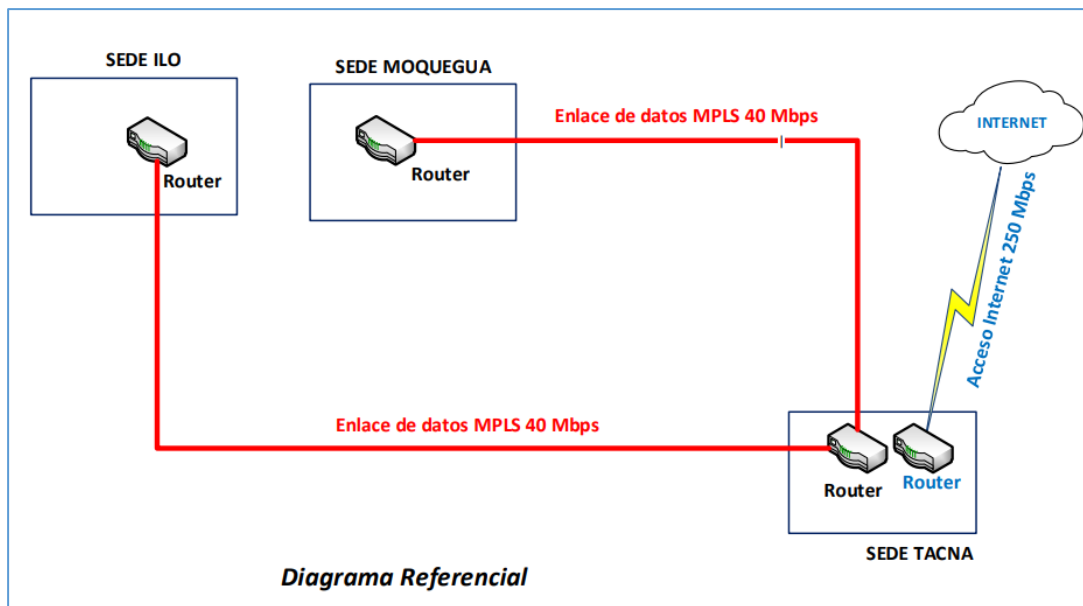 SEDE ILO
SEDE MOQUEGUA
Enlace de datos MPLS 40 Mbps
INTERNET
Router
Router
Acceso Internet 250 Mbps
Enlace de datos MPLS 40 Mbps
Router
Router
SEDE TACNA
Diagrama Referencial